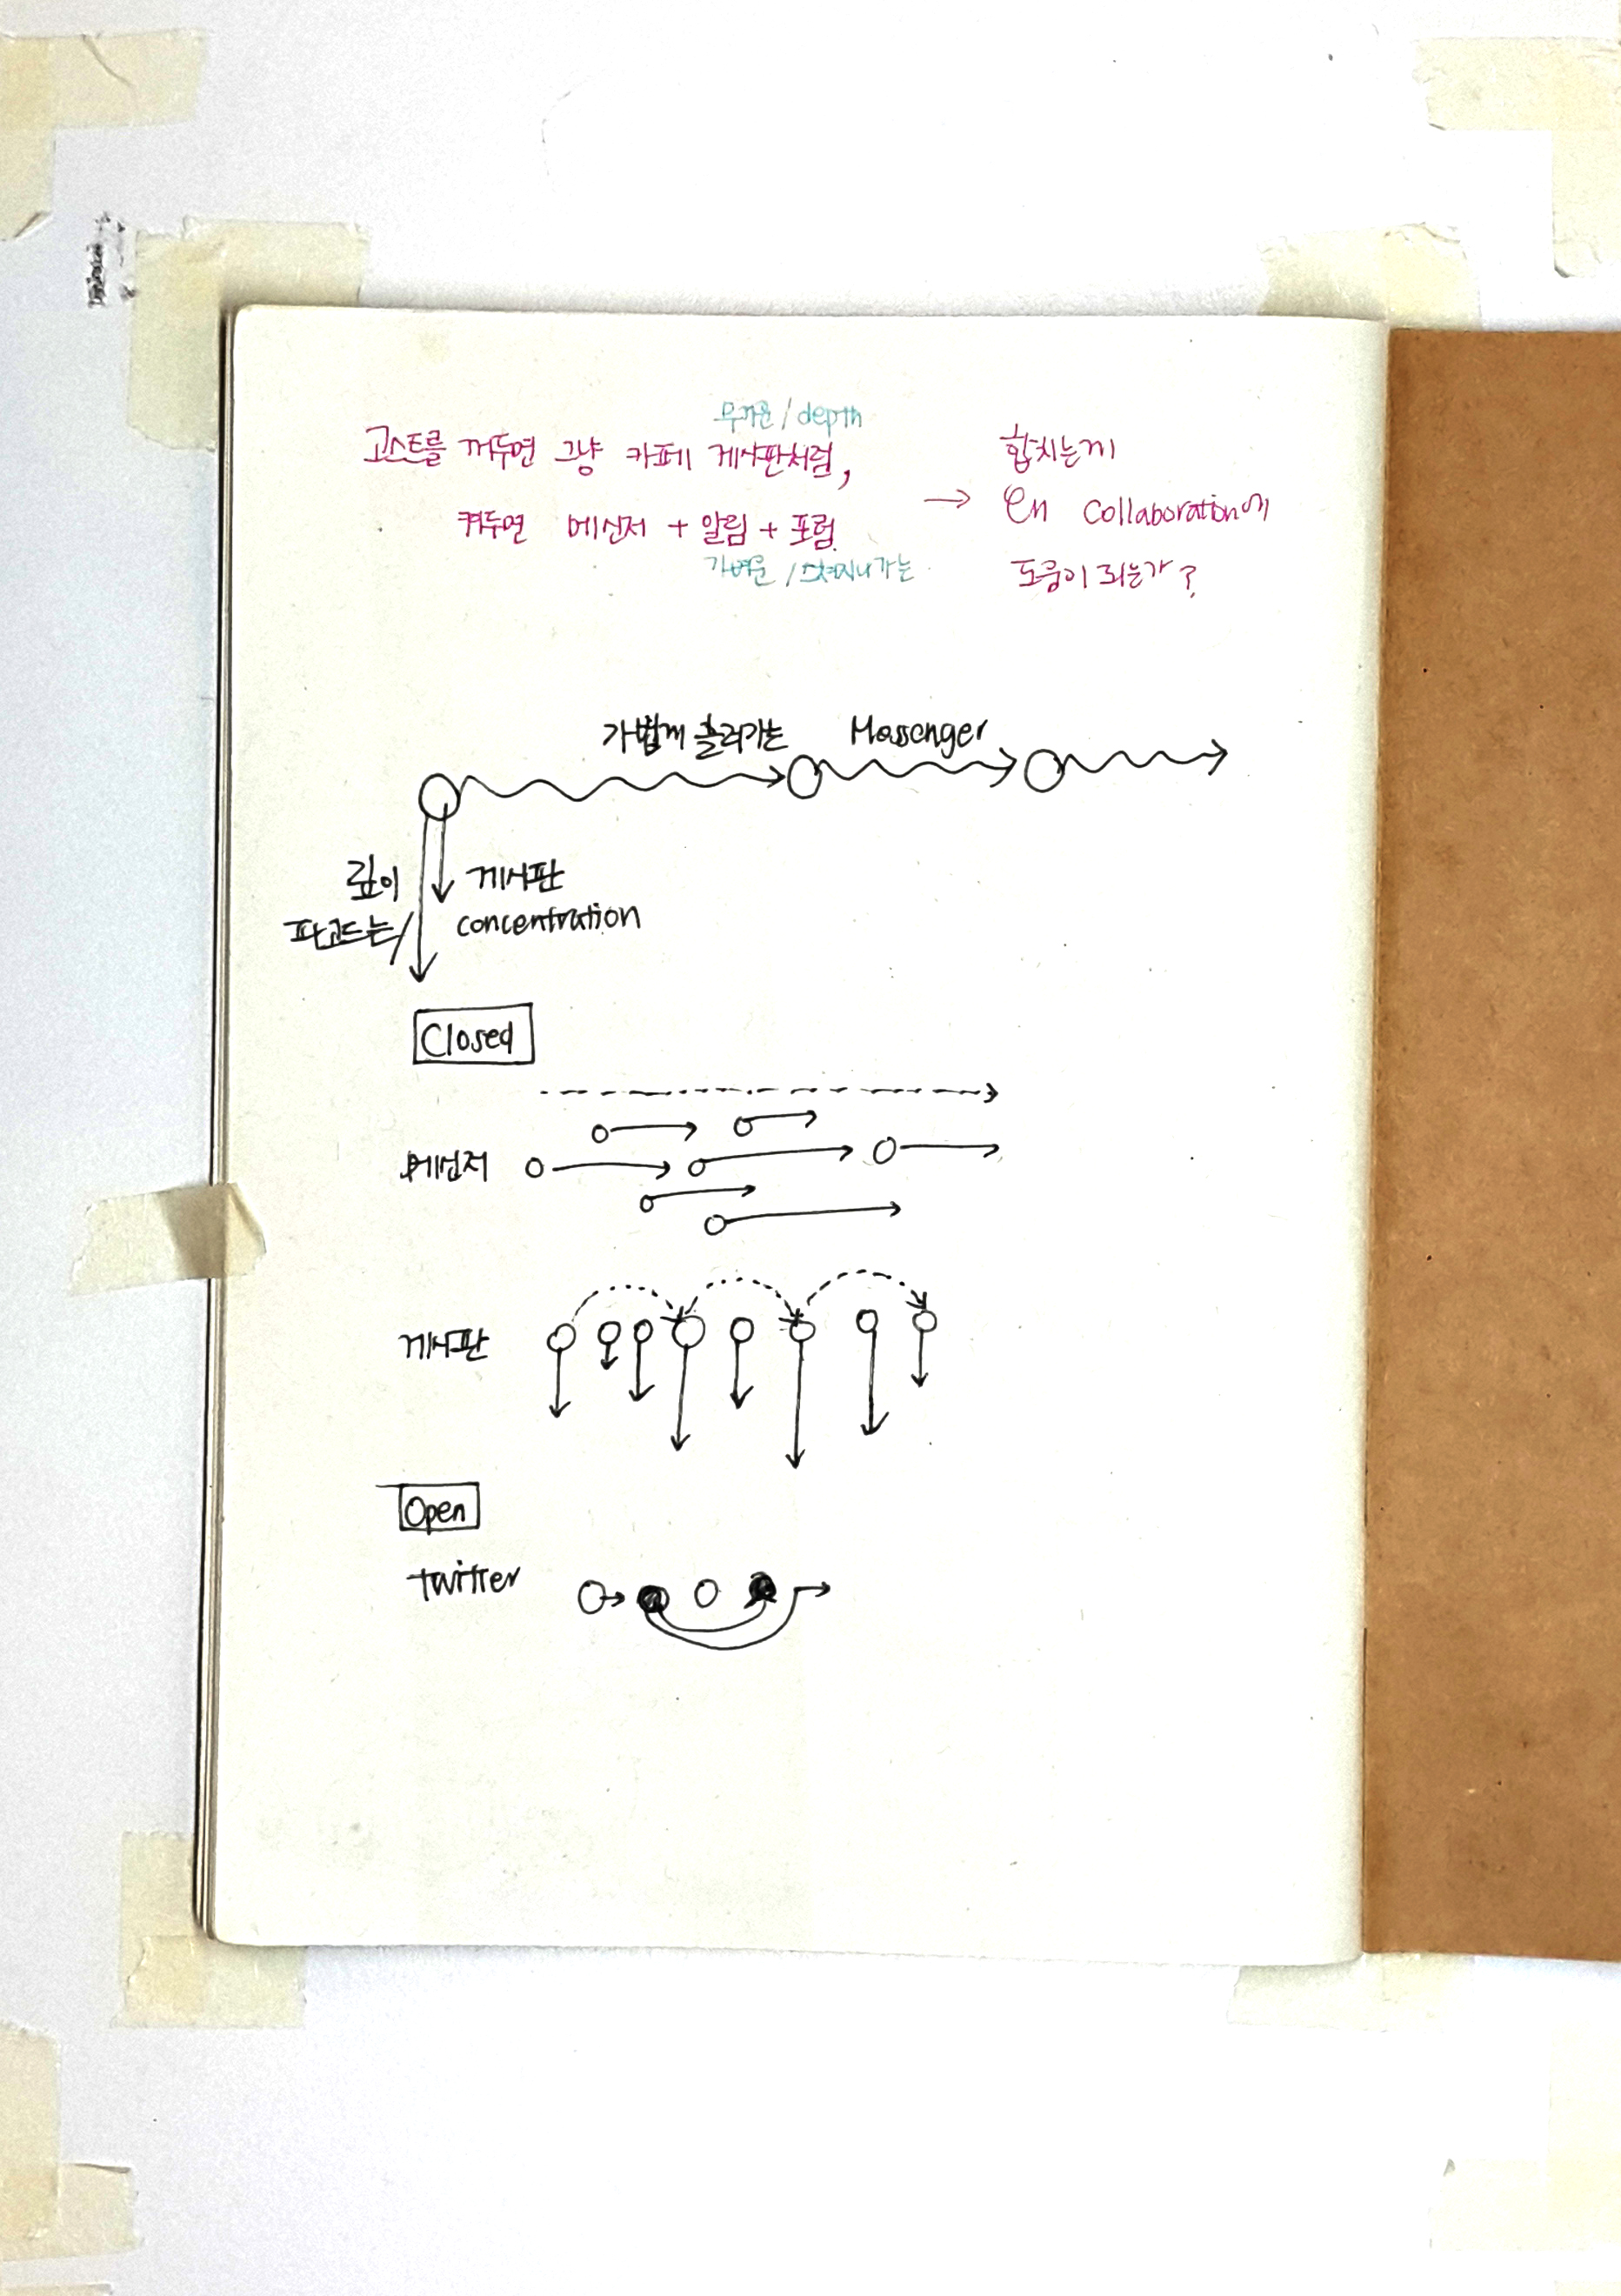 무거운 / depth
고스트를 꺼두면 그냥 카페 게시판처럼,
켜두면 메신저 + 알림 + 포럼
가벼운 / 스쳐지나가는
→ 합치는게
collaboration에
도움이 되는가?
가볍게 흘러가는 Messenger
깊이 게시판
파고드는 / concentration
Closed
메신저
게시판
Open
twitter